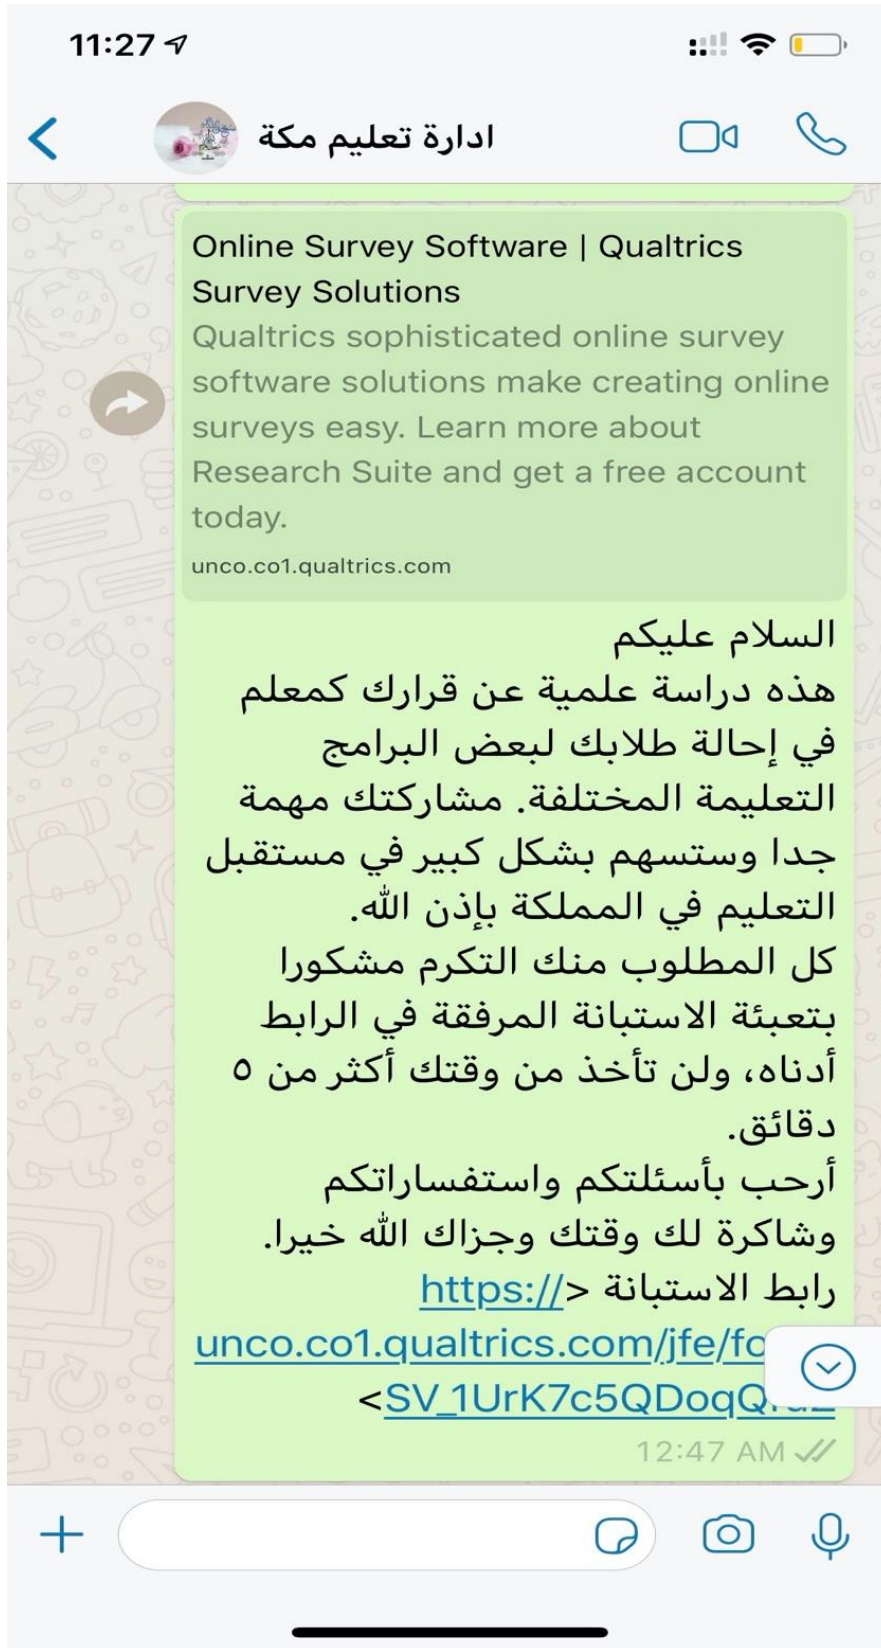 11:27
ادارة تعليم مكة
Online Survey Software | Qualtrics
Survey Solutions
Qualtrics sophisticated online survey
software solutions make creating online
surveys easy. Learn more about
Research Suite and get a free account
today.
unco.co1.qualtrics.com
السلام عليكم
هذه دراسة علمية عن قرارك كمعلم
في إحالة طلابك لبعض البرامج
التعليمة المختلفة. مشاركتك مهمة
جدا وستسهم بشكل كبير في مستقبل
التعليم في المملكة بإذن الله.
كل المطلوب منك التكرم مشكورا
بتعبئة الاستبانة المرفقة في الرابط
أدناه، ولن تأخذ من وقتك أكثر من ٥
دقائق.
أرحب بأسئلتكم واستفساراتكم
وشاكرة لك وقتك وجزاك الله خيرا.
رابط الاستبانة <https://
unco.co1.qualtrics.com/jfe/
<SV_1UrK7c5QDoqQ
12:47 AM